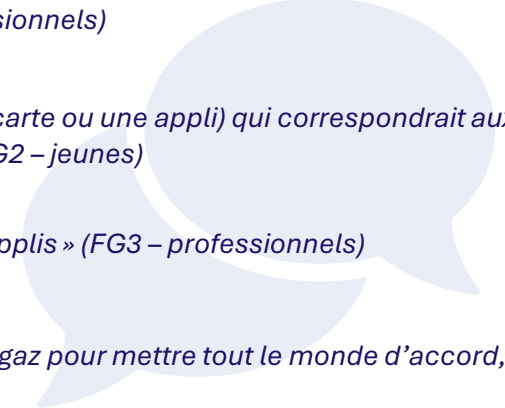 sionnels)
carte ou une appli) qui correspondrait aux
G2 – jeunes)
pplis » (FG3 – professionnels)
gaz pour mettre tout le monde d’accord,